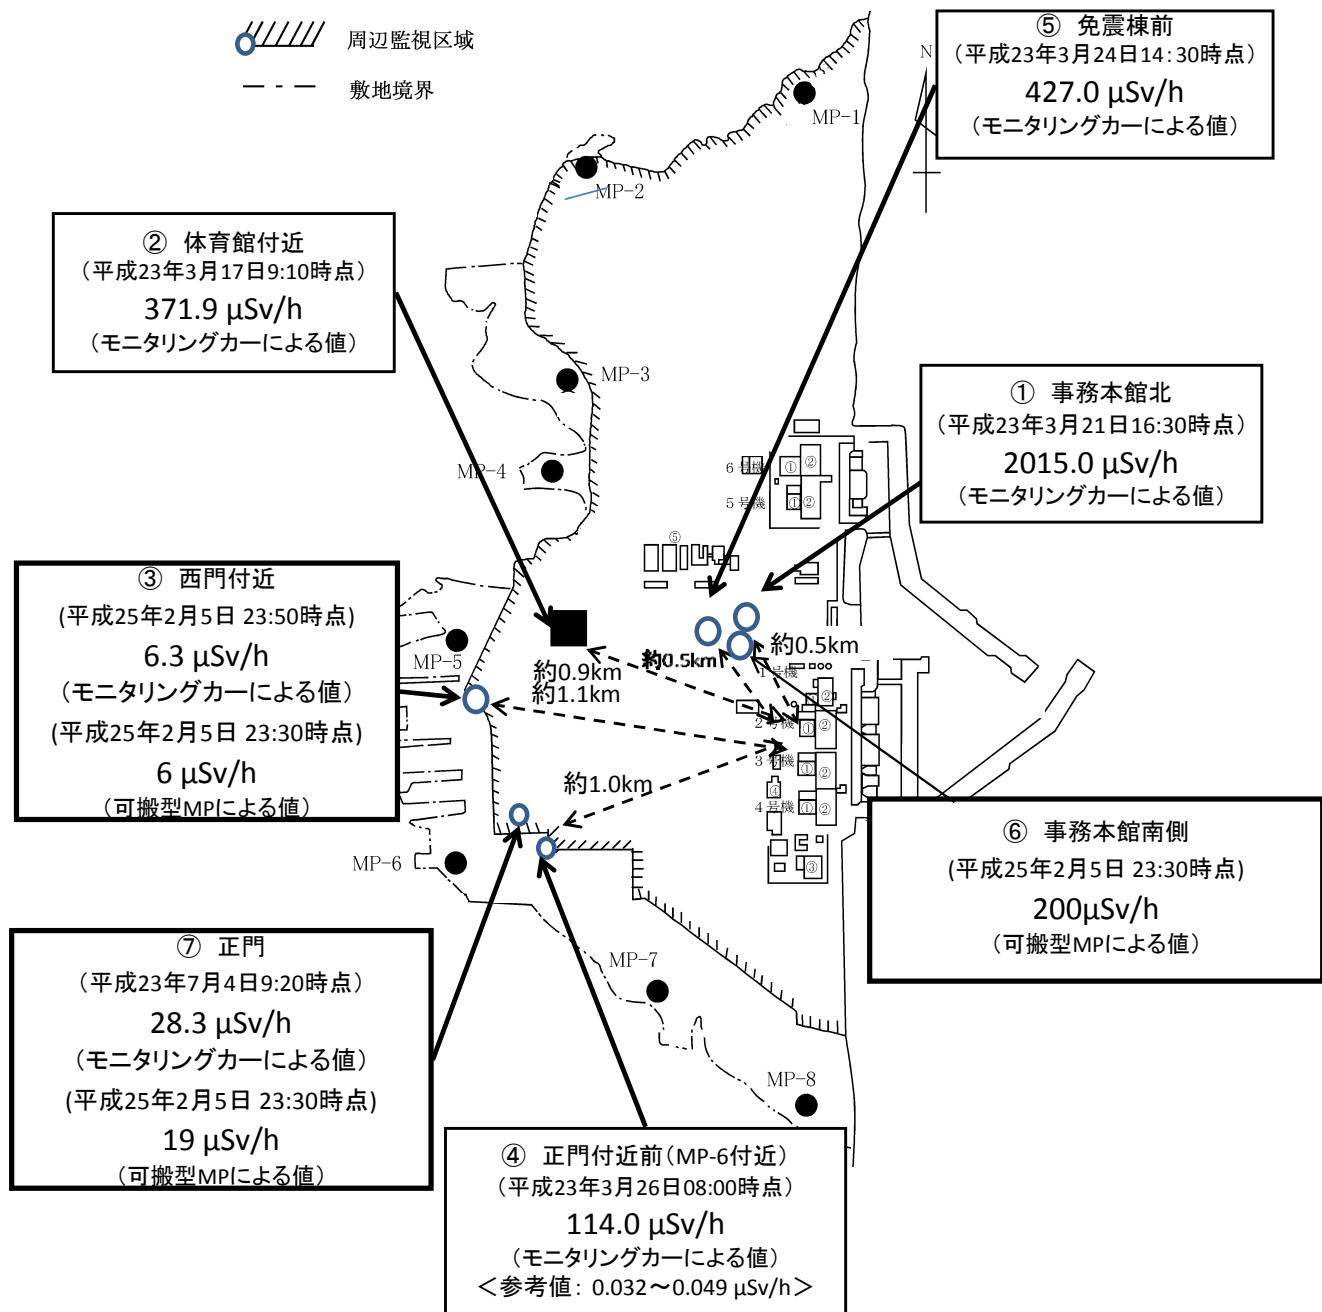 周辺監視区域
敷地境界
⑤ 免震棟前
（平成23年3月24日14:30時点）
427.0 μSv/h
（モニタリングカーによる値）
N
MP-1
MP-2
② 体育館付近
（平成23年3月17日9:10時点）
371.9 μSv/h
（モニタリングカーによる値）
MP-3
① 事務本館北
（平成23年3月21日16:30時点）
2015.0 μSv/h
（モニタリングカーによる値）
MP-4
6号機
①
②
5号機
①
②
⑤
③ 西門付近
(平成25年2月5日 23:50時点)
6.3 μSv/h
（モニタリングカーによる値）
(平成25年2月5日 23:30時点)
6 μSv/h
（可搬型MPによる値）
MP-5
約0.9km
約1.1km
約0.5km
約0.5km
1号機
②
2号機
①
②
3号機
①
②
約1.0km
④
4号機
①
②
③
MP-6
⑥ 事務本館南側
(平成25年2月5日 23:30時点)
200μSv/h
（可搬型MPによる値）
⑦ 正門
（平成23年7月4日9:20時点）
28.3 μSv/h
（モニタリングカーによる値）
(平成25年2月5日 23:30時点)
19 μSv/h
（可搬型MPによる値）
MP-7
MP-8
④ 正門付近前（MP-6付近）
（平成23年3月26日08:00時点）
114.0 μSv/h
（モニタリングカーによる値）
＜参考値: 0.032～0.049 μSv/h＞